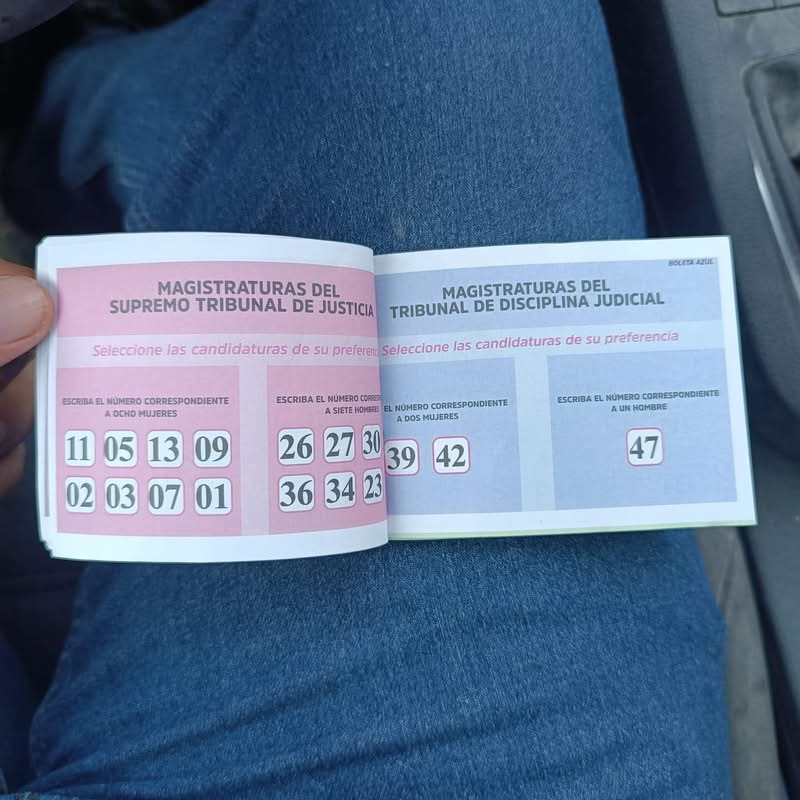 MAGISTRATURAS DEL
SUPREMO TRIBUNAL DE JUSTICIA
Seleccione las candidaturas de su
ESCRIBA EL NÚMERO CORRESPONDIENTE
A OCHO MUJERES
11 05 13 09
02 03 07 01
ESCRIBA EL NÚMERO
A SIETE HOMBRES
26 27 30
36 34 23
BOLETA AZUL
MAGISTRATURAS DEL
TRIBUNAL DE DISCIPLINA JUDICIAL
Seleccione las candidaturas de su preferencia
EL NÚMERO CORRESPONDIENTE
A DOS MUJERES
39 42
ESCRIBA EL NÚMERO CORRESPONDIENTE
A UN HOMBRE
47